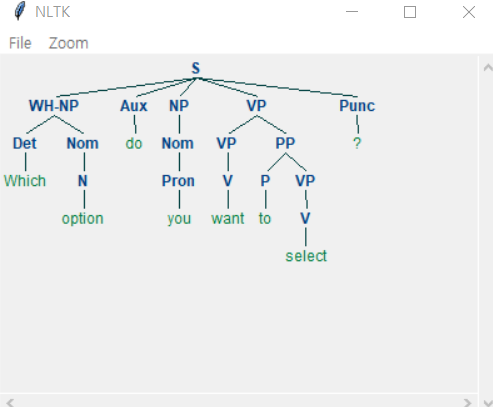 NLTK
File Zoom
S
WH-NP Aux NP VP Punc
Det Nom do Nom VP PP ?
Which N Pron V P VP
option you want to V
select